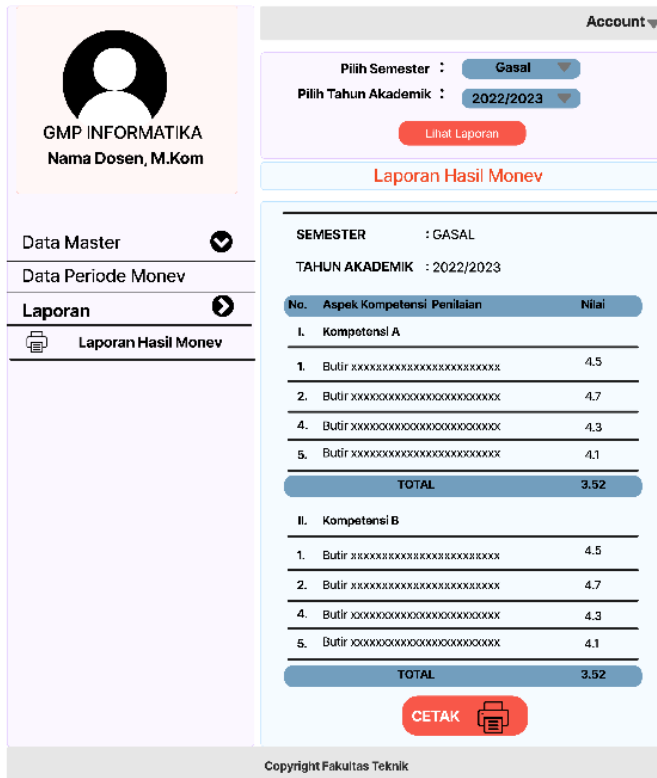 Account
GMP INFORMATIKA
Nama Dosen, M.Kom
Data Master
Data Periode Monev
Laporan
Laporan Hasil Monev
Pilih Semester : Gasal
Pilih Tahun Akademik : 2022/2023
Lihat Laporan
Laporan Hasil Monev
SEMESTER : GASAL
TAHUN AKADEMIK : 2022/2023
No. Aspek Kompetensi Penilaian Nilai
I. Kompetensi A
1. Butir xxxxxxxxxxxxxxxxxxxxxxxx 4.5
2. Butir xxxxxxxxxxxxxxxxxxxxxxxx 4.7
4. Butir xxxxxxxxxxxxxxxxxxxxxxxx 4.3
5. Butir xxxxxxxxxxxxxxxxxxxxxxxx 4.1
TOTAL 3.52
II. Kompetensi B
1. Butir xxxxxxxxxxxxxxxxxxxxxxxx 4.5
2. Butir xxxxxxxxxxxxxxxxxxxxxxxx 4.7
4. Butir xxxxxxxxxxxxxxxxxxxxxxxx 4.3
5. Butir xxxxxxxxxxxxxxxxxxxxxxxx 4.1
TOTAL 3.52
CETAK
Copyright Fakultas Teknik